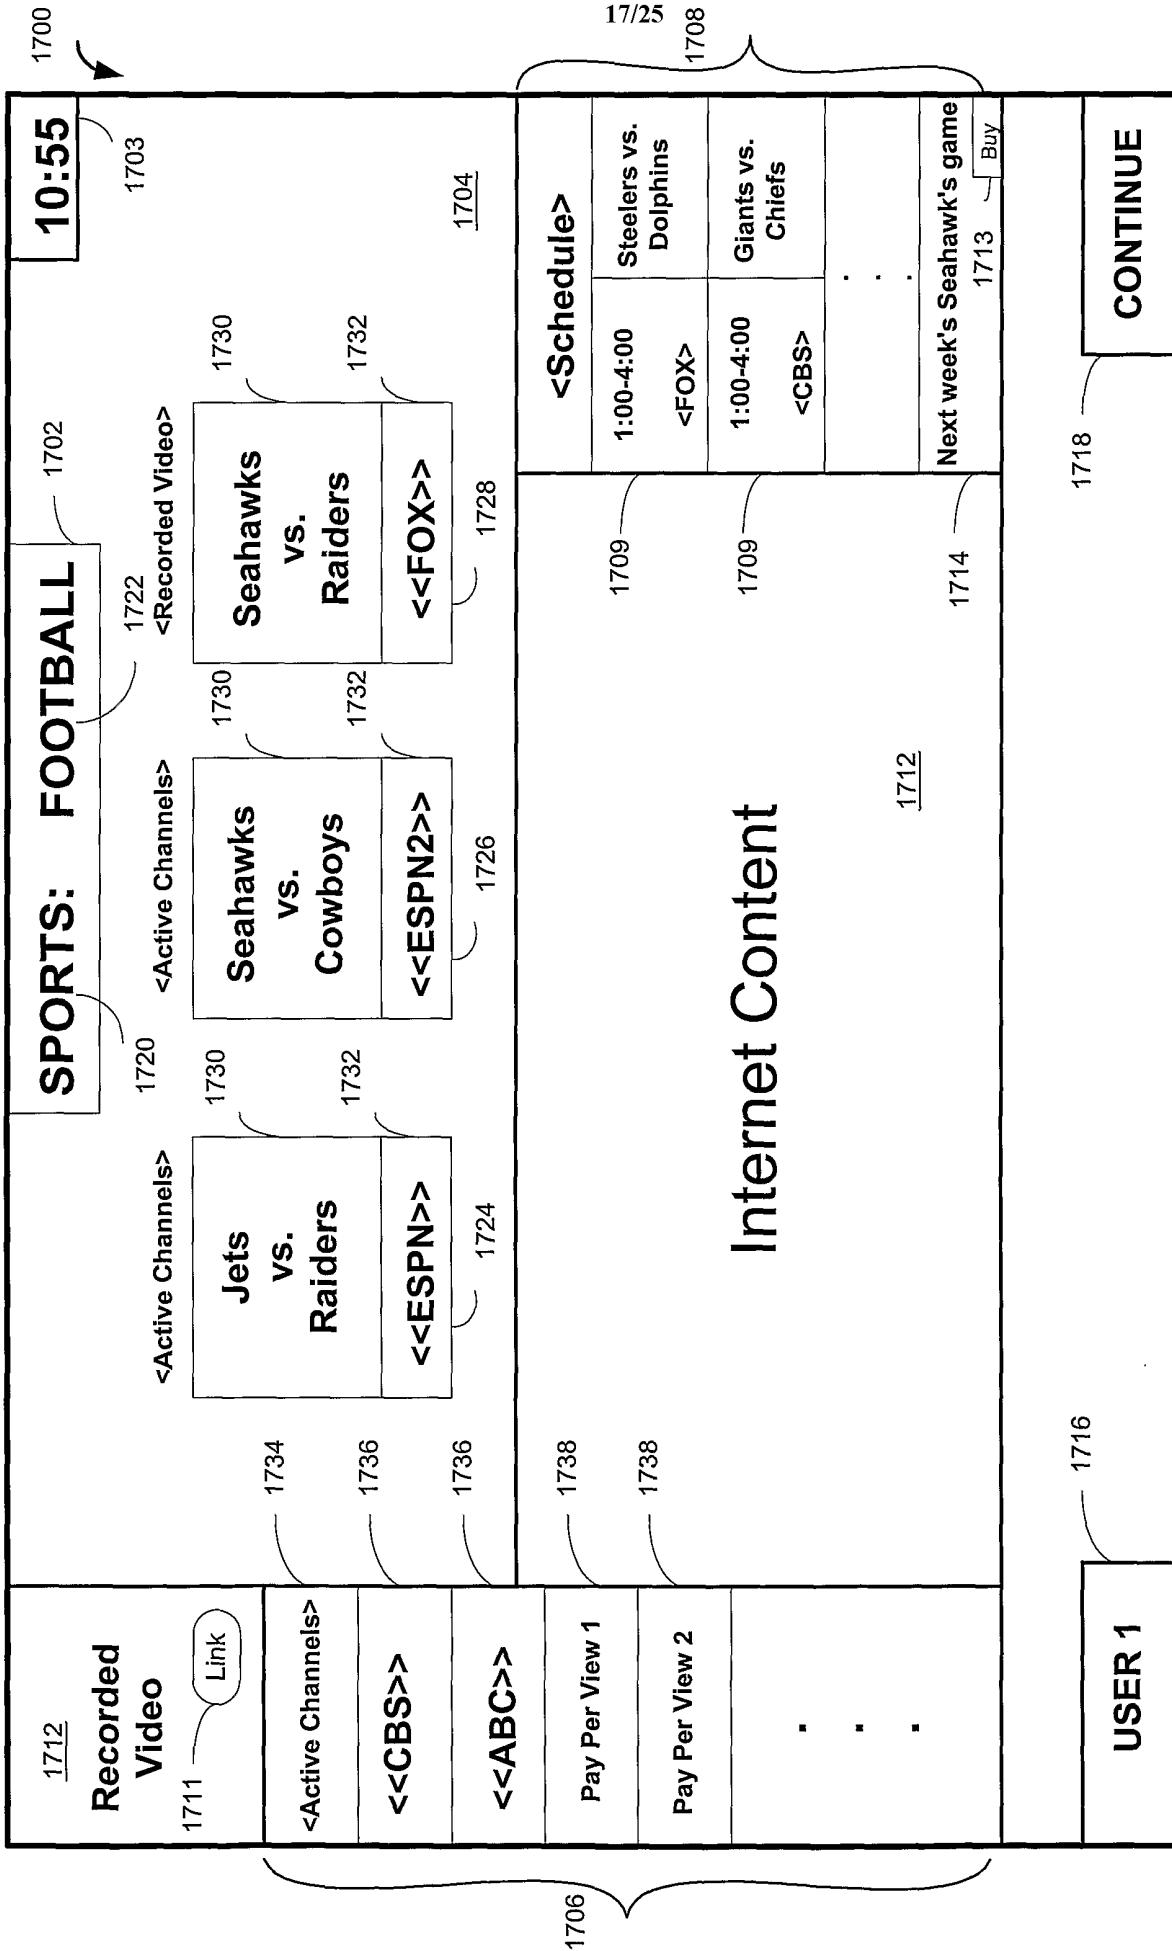 17/25
1700
SPORTS: FOOTBALL
10:55
1702
1703
1720
1722
1704
1712
Recorded
Video
1711
Link
<Active Channels>
Jets
vs.
Raiders
<<ESPN>>
1730
1732
1724
<Active Channels>
Seahawks
vs.
Cowboys
<<ESPN2>>
1730
1732
1726
<Recorded Video>
Seahawks
vs.
Raiders
<<FOX>>
1730
1732
1728
1706
<Active Channels>
1734
<<CBS>>
1736
<<ABC>>
1736
Pay Per View 1
1738
Pay Per View 2
1738
.
.
.
Internet Content
1712
1708
<Schedule>
1:00-4:00
<FOX>
Steelers vs.
Dolphins
1709
1:00-4:00
<CBS>
Giants vs.
Chiefs
1709
. . .
Next week's Seahawk's game
1713
Buy
1714
USER 1
1716
CONTINUE
1718